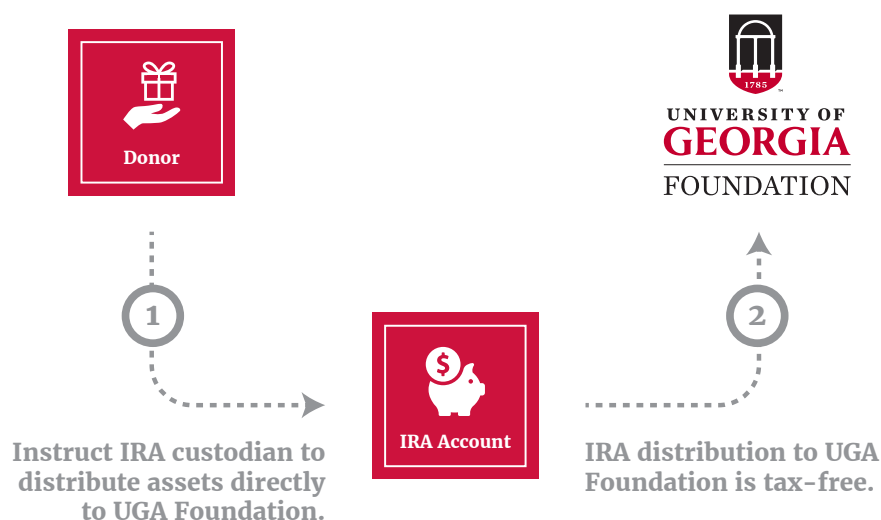 Donor
1785
™
UNIVERSITY OF
GEORGIA
FOUNDATION
1
2
$
IRA Account
Instruct IRA custodian to
distribute assets directly
to UGA Foundation.
IRA distribution to UGA
Foundation is tax-free.